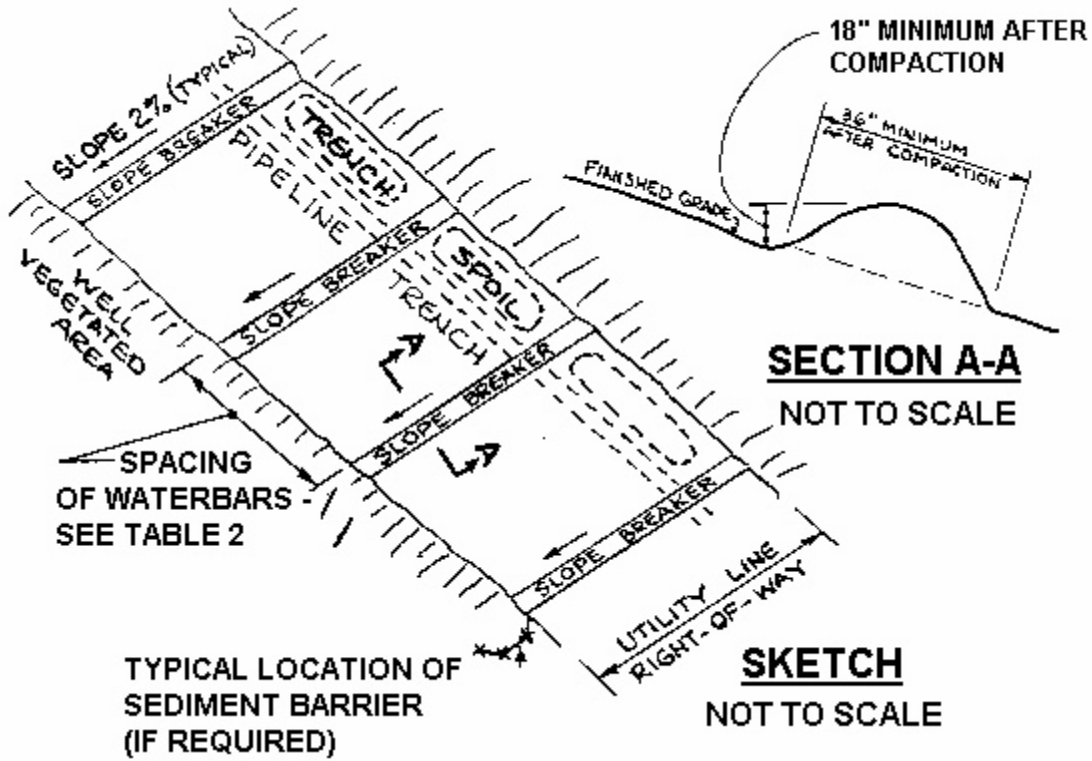 18" MINIMUM AFTER
COMPACTION
36" MINIMUM
AFTER COMPACTION
FINISHED GRADE
SECTION A-A
NOT TO SCALE
SLOPE 2% (TYPICAL)
SLOPE BREAKER
TRENCH
PIPELINE
SLOPE BREAKER
SPOIL
TRENCH
A
SLOPE BREAKER
A
SLOPE BREAKER
WELL
VEGETATED
AREA
SPACING
OF WATERBARS -
SEE TABLE 2
UTILITY LINE
RIGHT-OF-WAY
TYPICAL LOCATION OF
SEDIMENT BARRIER
(IF REQUIRED)
SKETCH
NOT TO SCALE